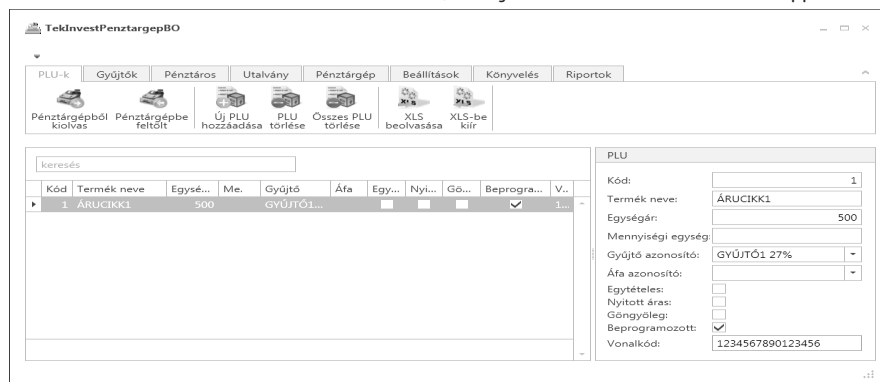 TekInvestPenztargepBO
PLU-k Gyűjtők Pénztáros Utalvány Pénztárgép Beállítások Könyvelés Riportok
Pénztárgépből kiolvas
Pénztárgépbe feltölt
Új PLU hozzáadása
PLU törlése
Összes PLU törlése
XLS beolvasása
XLS-be kiír
keresés
Kód Termék neve Egysé... Me. Gyűjtő Áfa Egy... Nyi... Gö... Beprogra... V..
1 ÁRUCIKK1 500 GYŰJTŐ1... 1...
PLU
Kód: 1
Termék neve: ÁRUCIKK1
Egységár: 500
Mennyiségi egység:
Gyűjtő azonosító: GYŰJTŐ1 27%
Áfa azonosító:
Egytételes:
Nyitott áras:
Göngyöleg:
Beprogramozott:
Vonalkód: 1234567890123456